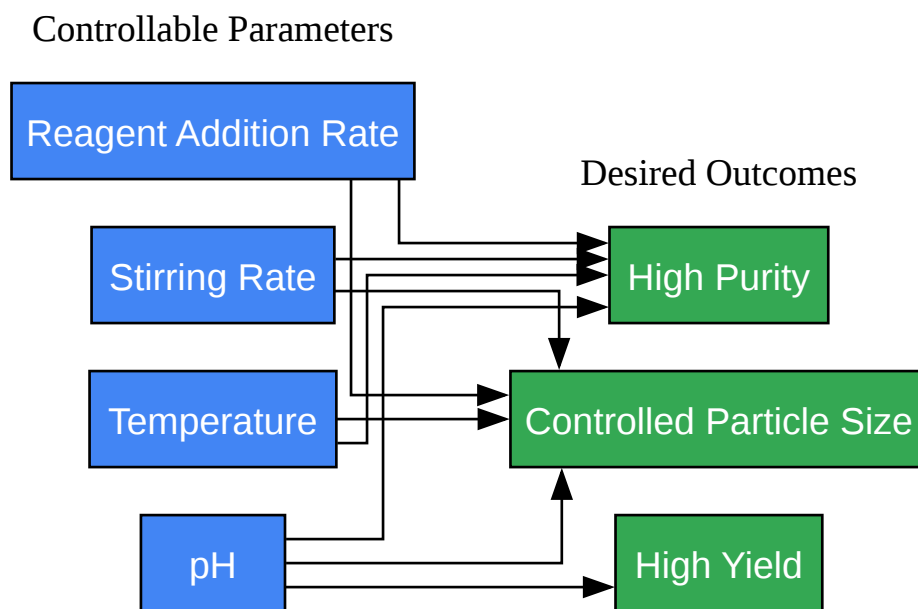 Controllable Parameters
Reagent Addition Rate
Desired Outcomes
Stirring Rate
High Purity
Temperature
Controlled Particle Size
pH
High Yield